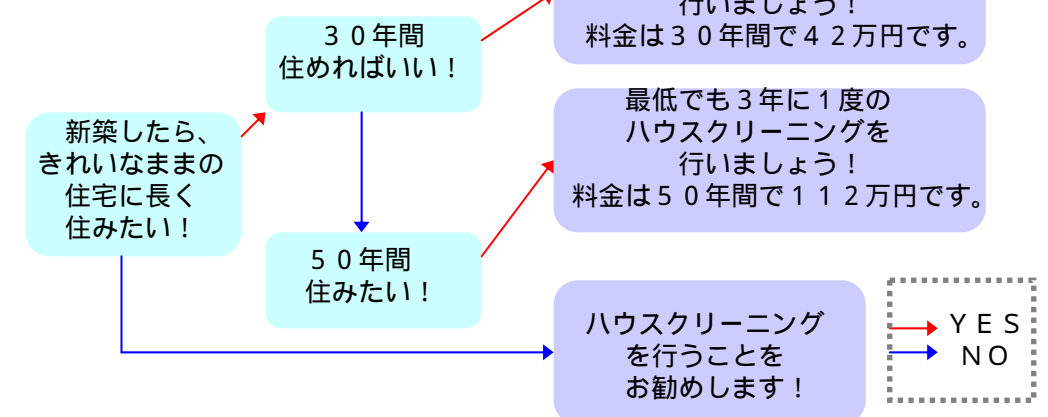 行いましょう！
料金は３０年間で４２万円です。
３０年間
住めればいい！
最低でも３年に１度の
ハウスクリーニングを
行いましょう！
料金は５０年間で１１２万円です。
新築したら、
きれいなままの
住宅に長く
住みたい！
５０年間
住みたい！
ハウスクリーニング
を行うことを
お勧めします！
ＹＥＳ
ＮＯ